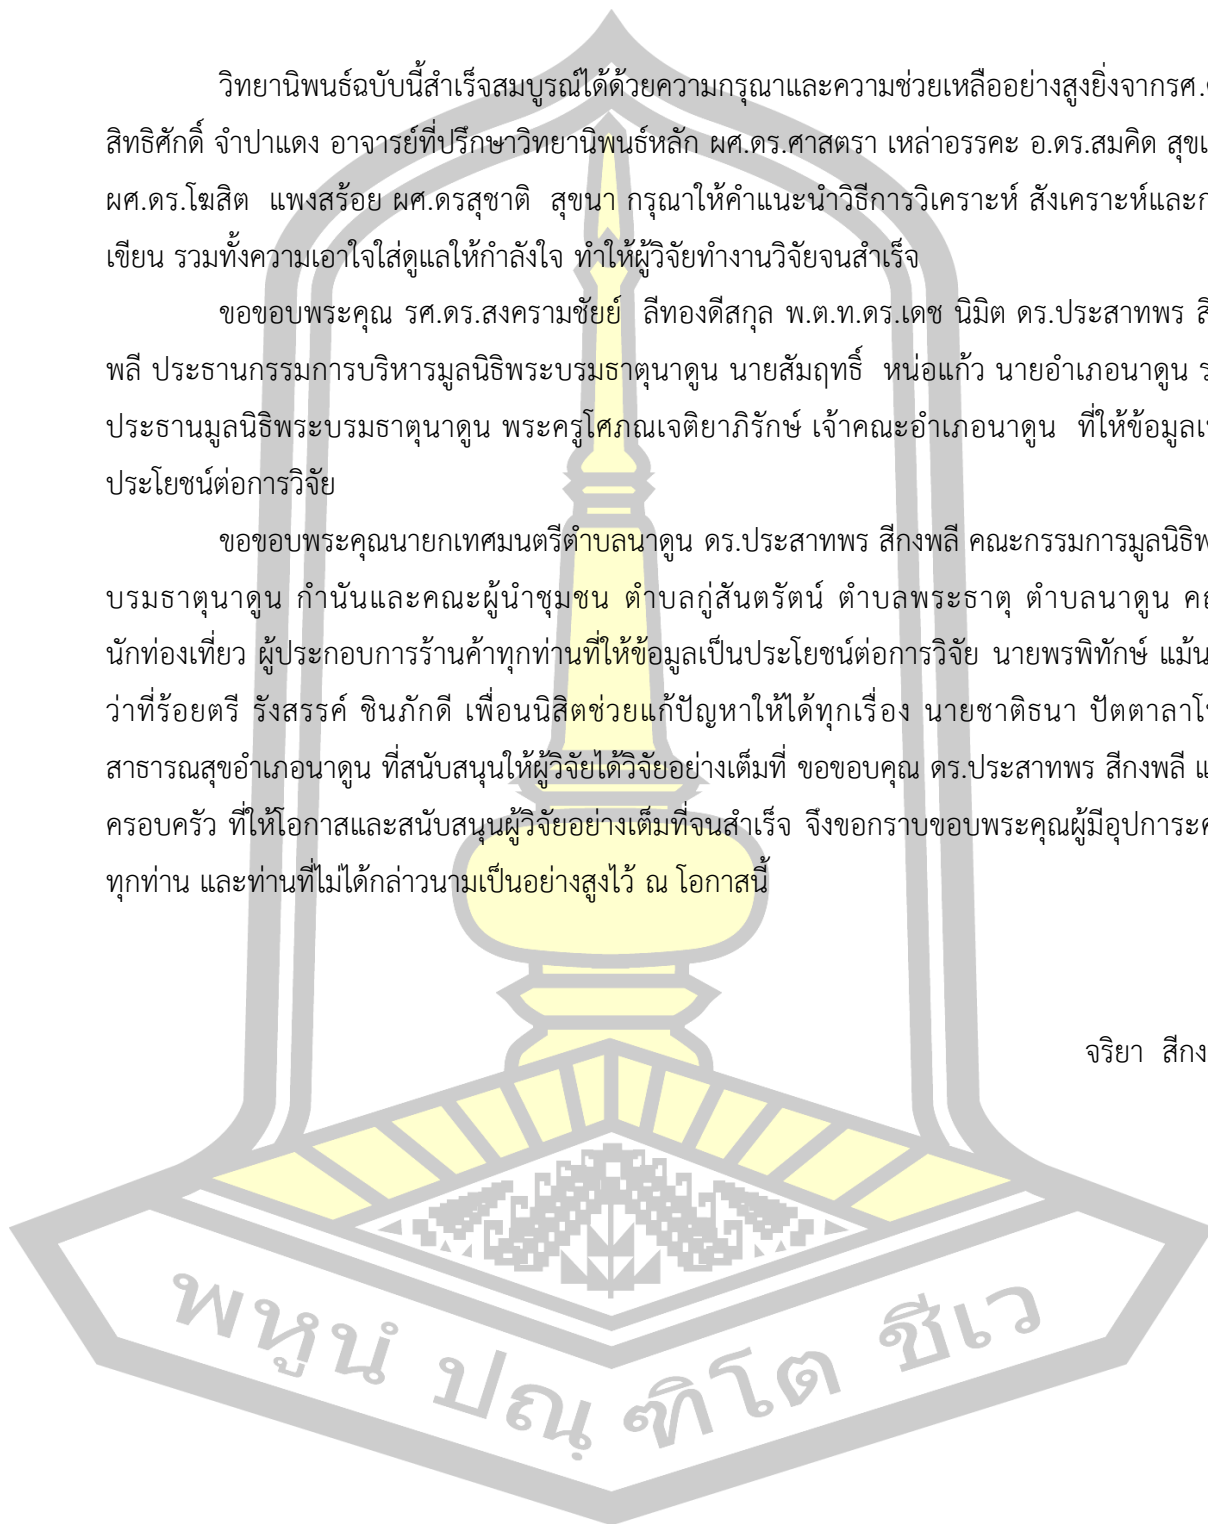 วิทยานิพนธ์ฉบับนี้สำเร็จสมบูรณ์ได้ด้วยความกรุณาและความช่วยเหลืออย่างสูงยิ่งจากรศ.
สิทธิศักดิ์ จำปาแดง อาจารย์ที่ปรึกษาวิทยานิพนธ์หลัก ผศ.ดร.ศาสตรา เหล่าอรรคะ อ.ดร.สมคิด
ผศ.ดร.โฆสิต แพงสร้อย ผศ.ดรสุชาติ สุขนา กรุณาให้คำแนะนำวิธีการวิเคราะห์ สังเคราะห์และ
เขียน รวมทั้งความเอาใจใส่ดูแลให้กำลังใจ ทำให้ผู้วิจัยทำงานวิจัยจนสำเร็จ
ขอขอบพระคุณ รศ.ดร.สงครามชัยย์ ลีทองดีสกุล พ.ต.ท.ดร.เดช นิมิต ดร.ประสาทพร
พลี ประธานกรรมการบริหารมูลนิธิพระบรมธาตุนาดูน นายสัมฤทธิ์ หน่อแก้ว นายอำเภอนาดูน
ประธานมูลนิธิพระบรมธาตุนาดูน พระครูโศภณเจติยาภิรักษ์ เจ้าคณะอำเภอนาดูน ที่ให้ข้อมูล
ประโยชน์ต่อการวิจัย
ขอขอบพระคุณนายกเทศมนตรีตำบลนาดูน ดร.ประสาทพร สีกงพลี คณะกรรมการมูลนิธิ
บรมธาตุนาดูน กำนันและคณะผู้นำชุมชน ตำบลกู่สันตรัตน์ ตำบลพระธาตุ ตำบลนาดูน
นักท่องเที่ยว ผู้ประกอบการร้านค้าทุกท่านที่ให้ข้อมูลเป็นประโยชน์ต่อการวิจัย นายพรพิทักษ์
ว่าที่ร้อยตรี รังสรรค์ ชินภักดี เพื่อนนิสิตช่วยแก้ปัญหาให้ได้ทุกเรื่อง นายชาติธนา
สาธารณสุขอำเภอนาดูน ที่สนับสนุนให้ผู้วิจัยได้วิจัยอย่างเต็มที่ ขอขอบคุณ ดร.ประสาทพร สีกงพลี
ครอบครัว ที่ให้โอกาสและสนับสนุนผู้วิจัยอย่างเต็มที่จนสำเร็จ จึงขอกราบขอบพระคุณผู้มีอุปการะ
ทุกท่าน และท่านที่ไม่ได้กล่าวนามเป็นอย่างสูงไว้ ณ โอกาสนี้
จริยา สีกง
พหูนํ ปณฺฑิโต ชีเว